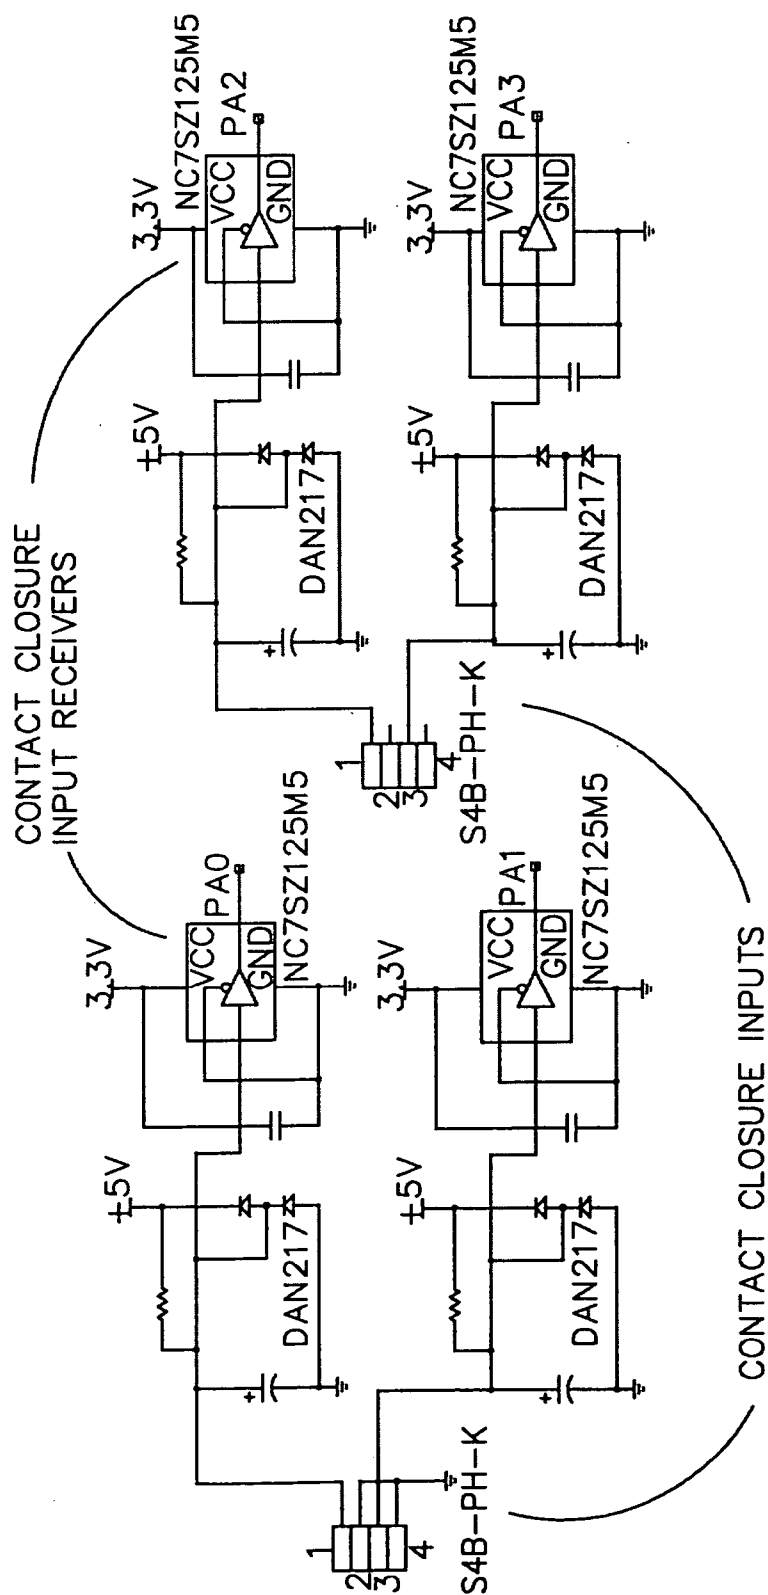 CONTACT CLOSURE
INPUT RECEIVERS
3.3V
NC7SZ125M5
VCC
GND
PA2
+5V
DAN217
+
3.3V
NC7SZ125M5
VCC
GND
PA3
+5V
DAN217
+
1
2
3
4
S4B-PH-K
3.3V
VCC
GND
PA0
NC7SZ125M5
+5V
DAN217
+
3.3V
VCC
GND
PA1
NC7SZ125M5
+5V
DAN217
+
1
2
3
4
S4B-PH-K
CONTACT CLOSURE INPUTS